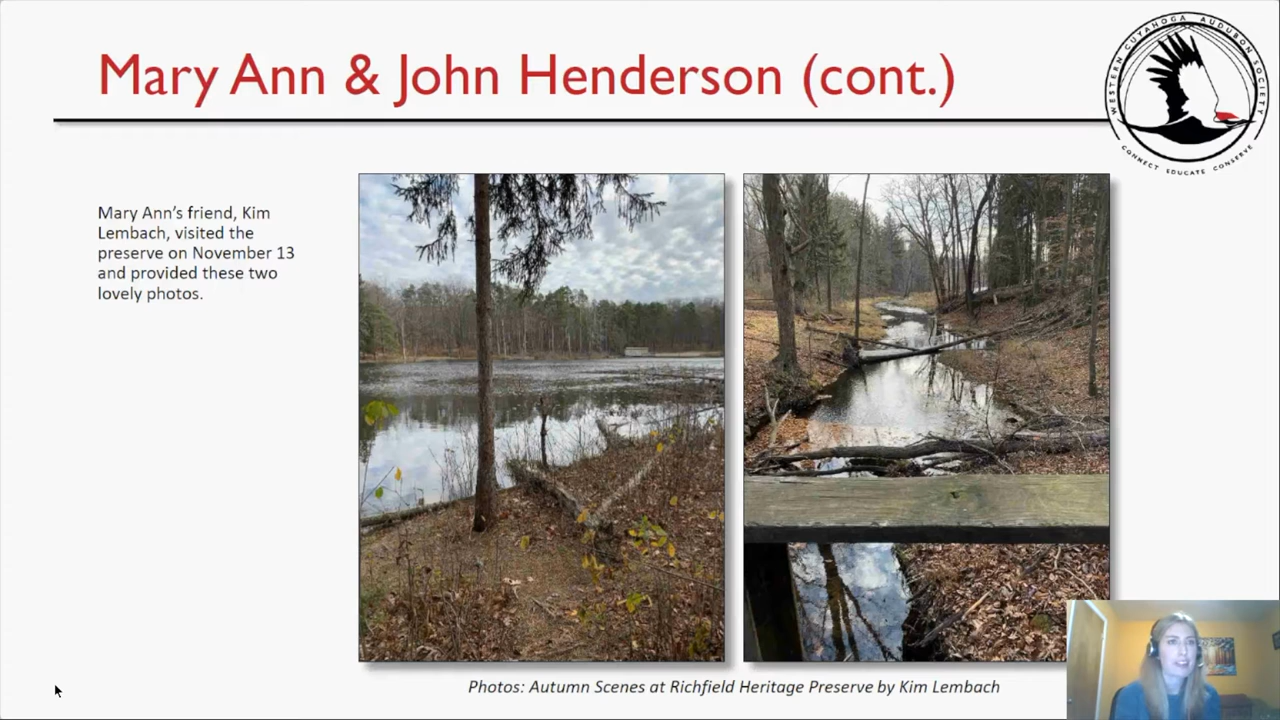 Mary Ann & John Henderson (cont.)
WESTERN CUYAHOGA AUDUBON SOCIETY
CONNECT EDUCATE CONSERVE
Mary Ann’s friend, Kim
Lembach, visited the
preserve on November 13
and provided these two
lovely photos.
Photos: Autumn Scenes at Richfield Heritage Preserve by Kim Lembach